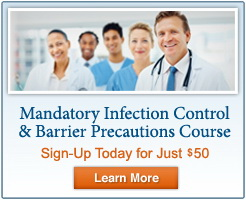 Mandatory Infection Control
& Barrier Precautions Course
Sign-Up Today for Just $50
Learn More